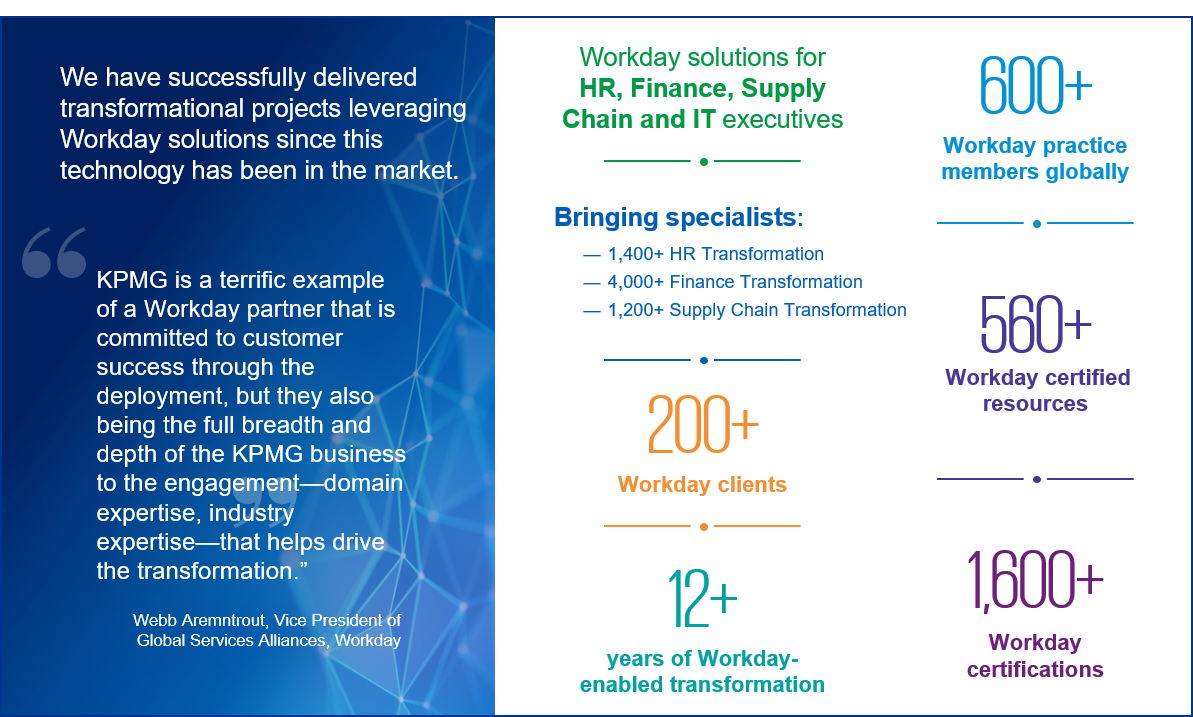 We have successfully delivered
transformational projects leveraging
Workday solutions since this
technology has been in the market.
“
KPMG is a terrific example
of a Workday partner that is
committed to customer
success through the
deployment, but they also
being the full breadth and
depth of the KPMG business
to the engagement—domain
expertise, industry
expertise—that helps drive
the transformation.”
”
Webb Aremntrout, Vice President of
Global Services Alliances, Workday
Workday solutions for
HR, Finance, Supply
Chain and IT executives
Bringing specialists:
— 1,400+ HR Transformation
— 4,000+ Finance Transformation
— 1,200+ Supply Chain Transformation
200+
Workday clients
12+
years of Workday-
enabled transformation
600+
Workday practice
members globally
560+
Workday certified
resources
1,600+
Workday
certifications